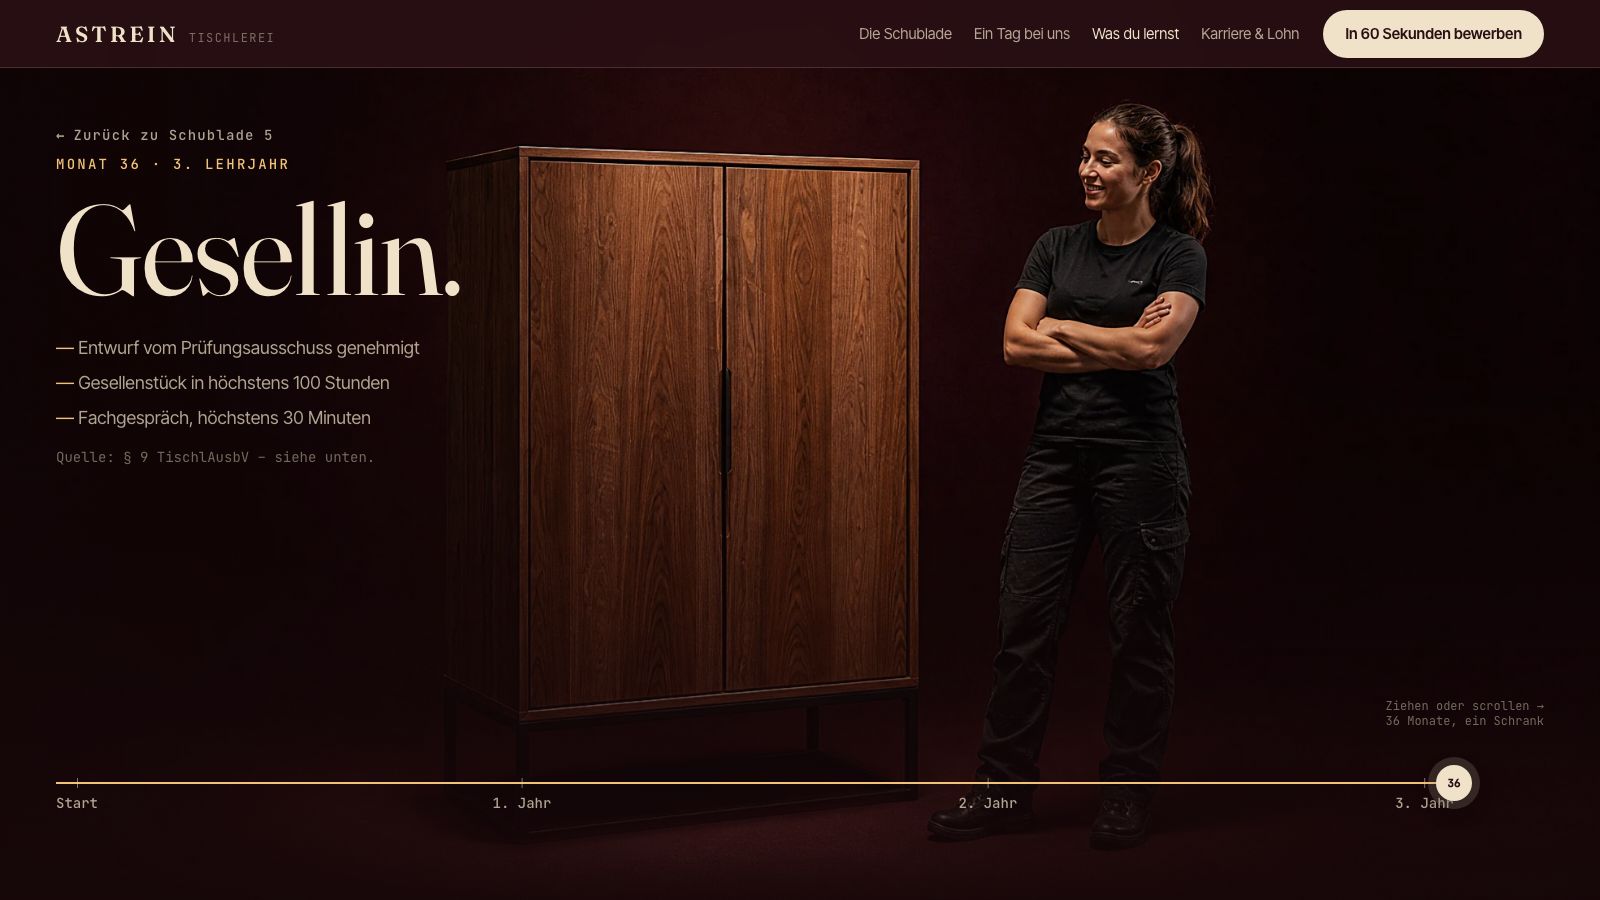 ASTREIN TISCHLEREI
Die Schublade
Ein Tag bei uns
Was du lernst
Karriere & Lohn
In 60 Sekunden bewerben
← Zurück zu Schublade 5
MONAT 36 · 3. LEHRJAHR
Gesellin.
— Entwurf vom Prüfungsausschuss genehmigt
— Gesellenstück in höchstens 100 Stunden
— Fachgespräch, höchstens 30 Minuten
Quelle: § 9 TischlAusbV – siehe unten.
Ziehen oder scrollen →
36 Monate, ein Schrank
36
Start
1. Jahr
2. Jahr
3. Jahr